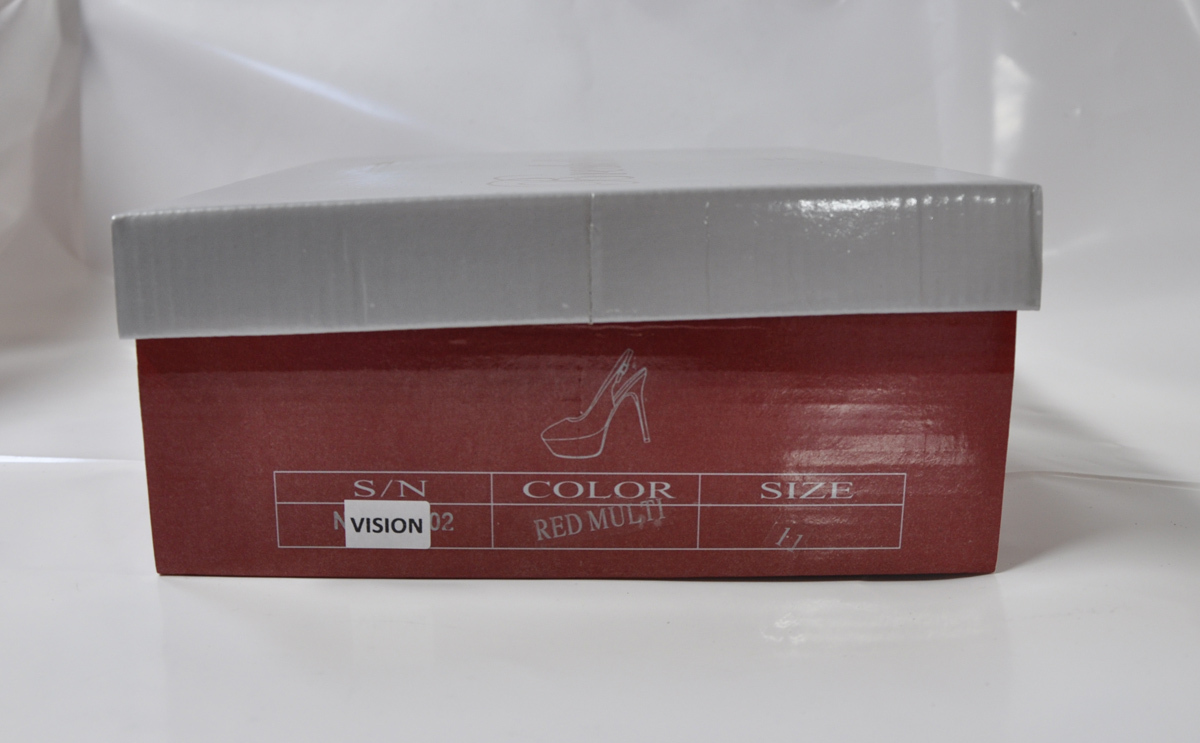 S/N COLOR SIZE
VISION 02 RED MULTI 11